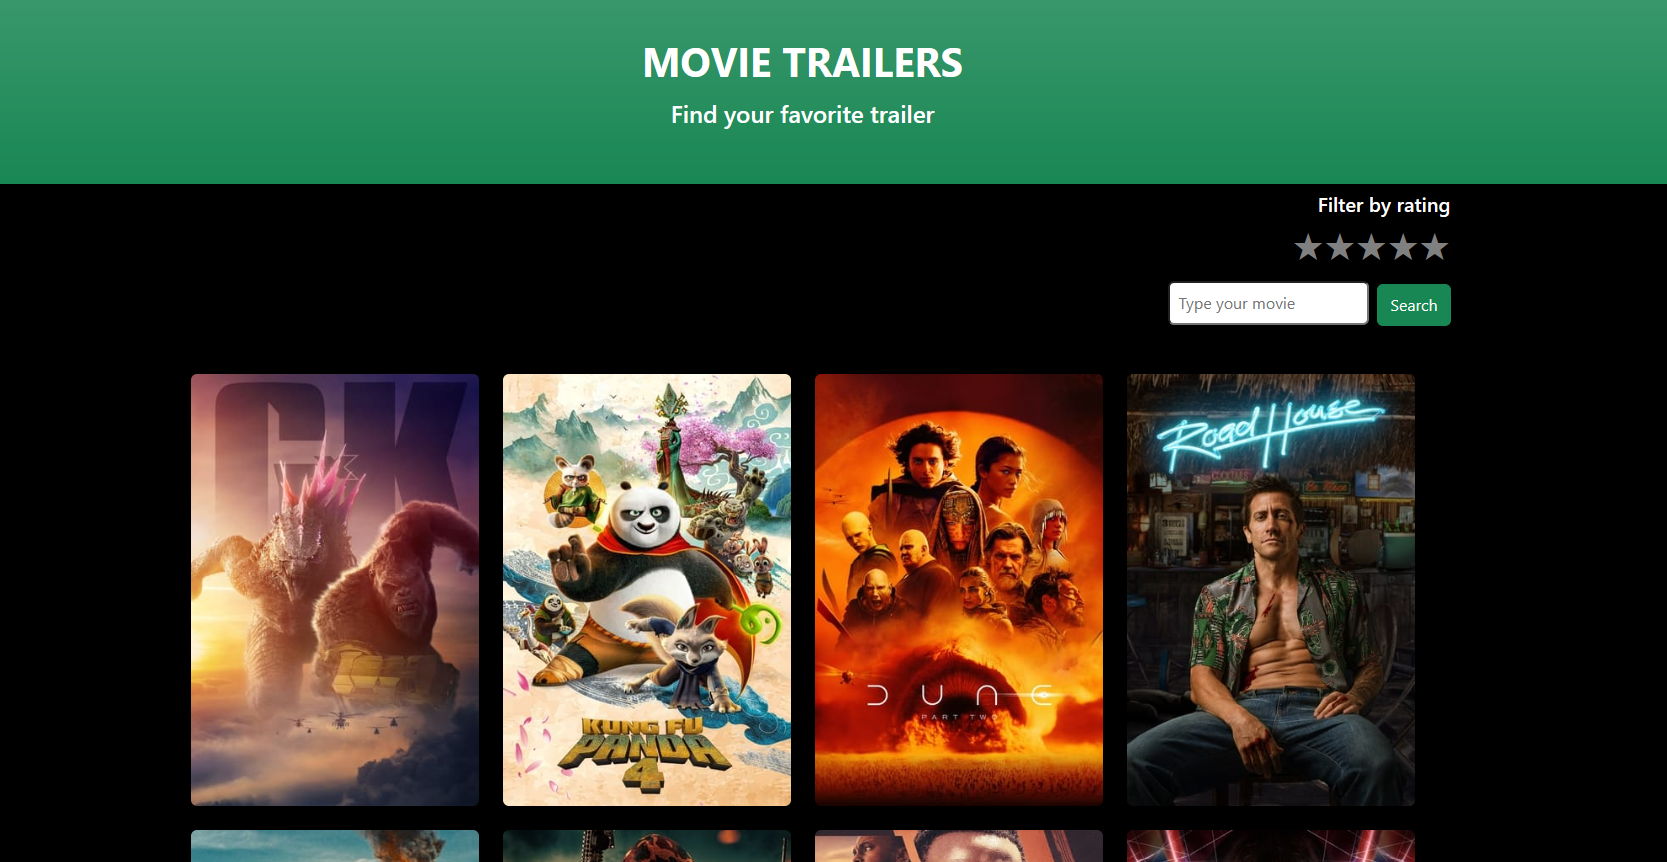 MOVIE TRAILERS
Find your favorite trailer
Filter by rating
Type your movie
Search
GK
KUNG FU
PANDA
4
DUNE
PART TWO
Road House